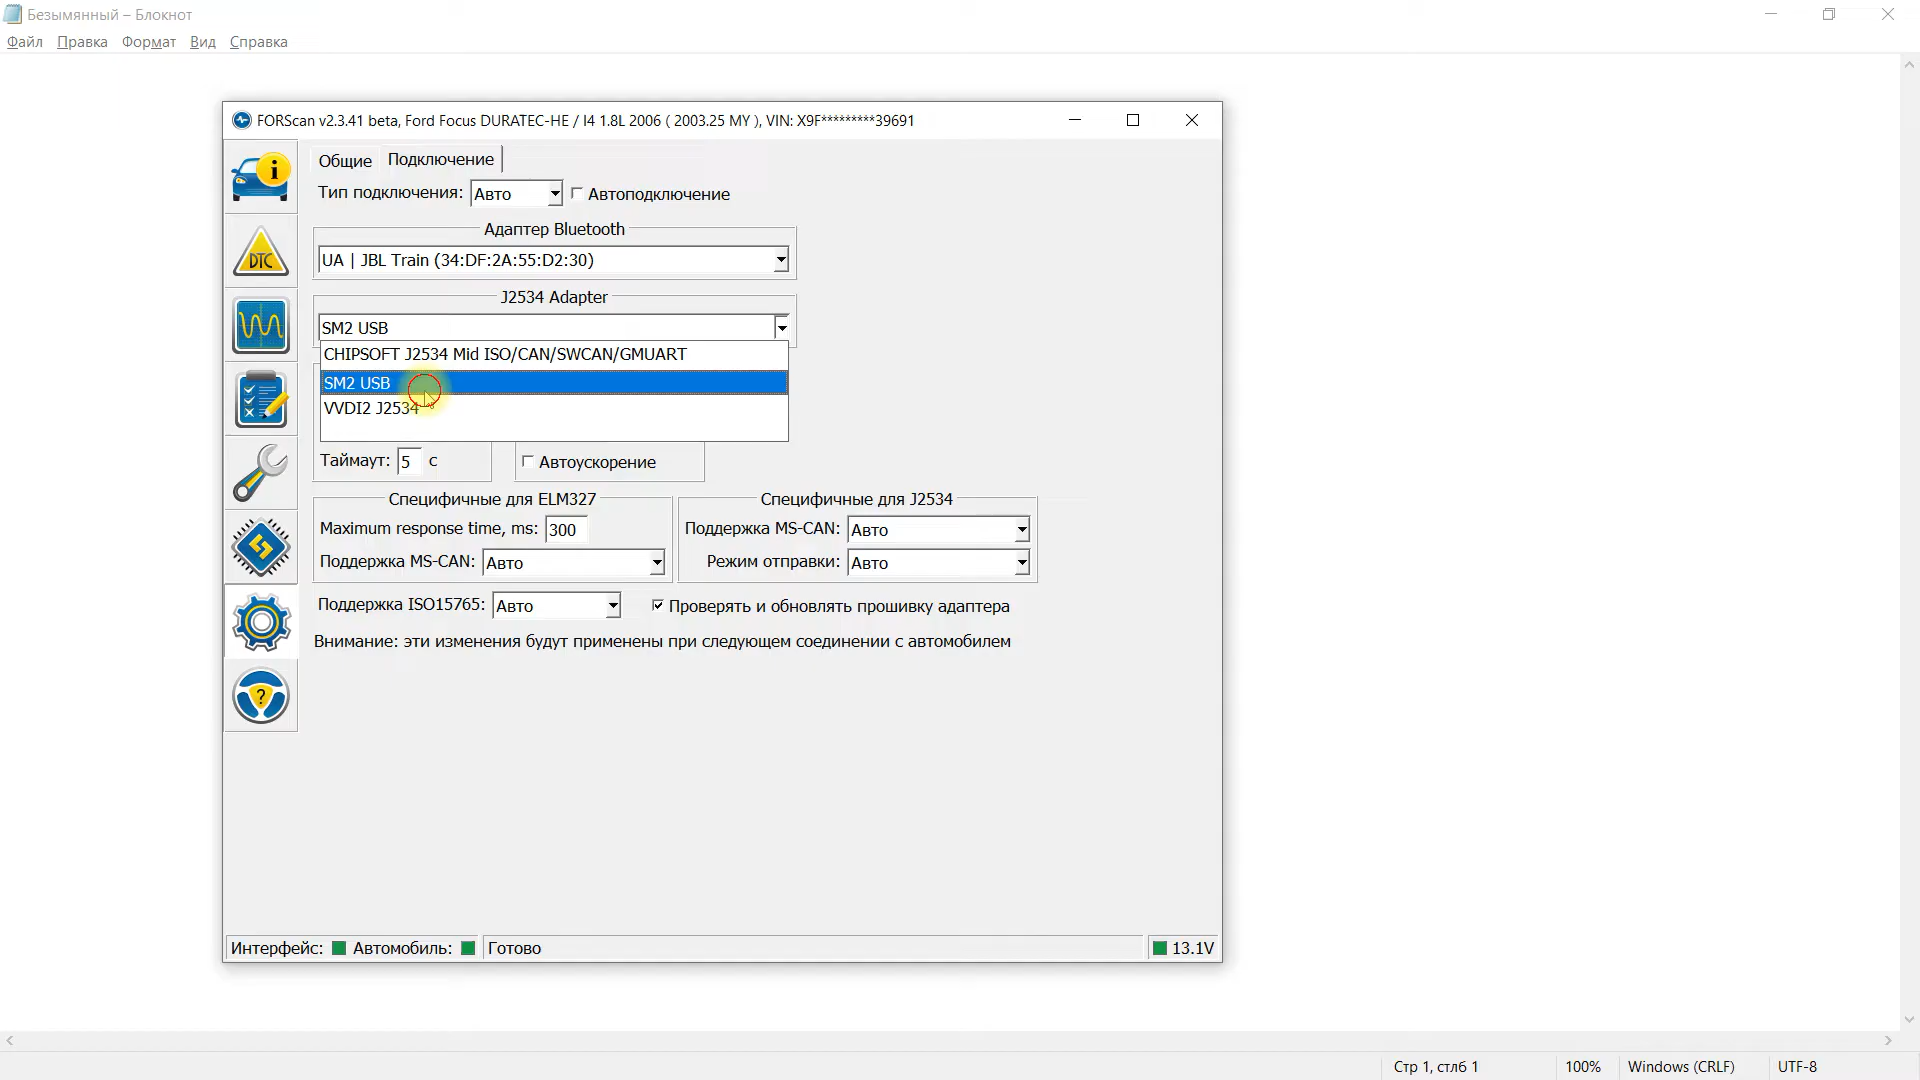 Безымянный – Блокнот
Файл Правка Формат Вид Справка
FORScan v2.3.41 beta, Ford Focus DURATEC-HE / I4 1.8L 2006 ( 2003.25 MY ), VIN: X9F*********39691
Общие Подключение
Тип подключения: Авто Автоподключение
Адаптер Bluetooth
UA | JBL Train (34:DF:2A:55:D2:30)
J2534 Adapter
SM2 USB
CHIPSOFT J2534 Mid ISO/CAN/SWCAN/GMUART
SM2 USB
VVDI2 J2534
DTC
Таймаут: 5 с Автоускорение
Специфичные для ELM327 Специфичные для J2534
Maximum response time, ms: 300 Поддержка MS-CAN: Авто
Поддержка MS-CAN: Авто Режим отправки: Авто
Поддержка ISO15765: Авто Проверять и обновлять прошивку адаптера
Внимание: эти изменения будут применены при следующем соединении с автомобилем
Интерфейс: Автомобиль: Готово 13.1V
Стр 1, стлб 1 100% Windows (CRLF) UTF-8